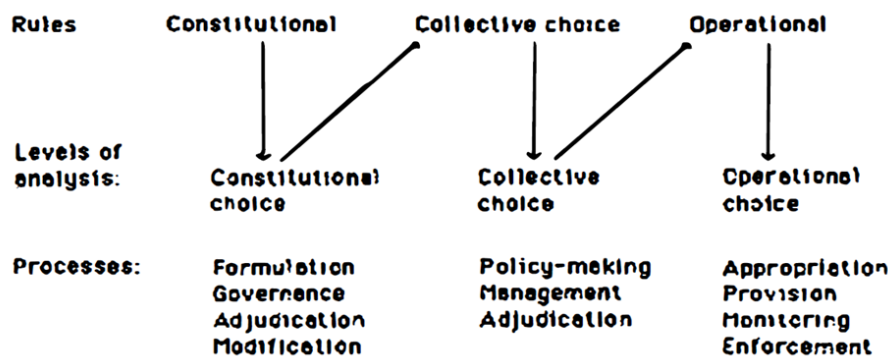 Rules Constitutional Collective choice Operational
Levels of
analysis: Constitutional Collective Operational
choice choice choice
Processes: Formulation Policy-making Appropriation
Governance Management Provision
Adjudication Adjudication Monitoring
Modification Enforcement